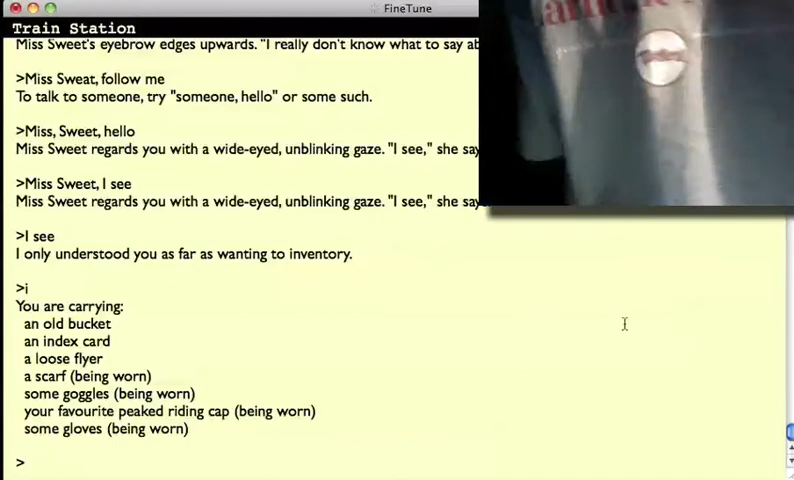 FineTune
Train Station
Miss Sweet's eyebrow edges upwards. "I really don't know what to say
>Miss Sweat, follow me
To talk to someone, try "someone, hello" or some such.
>Miss, Sweet, hello
Miss Sweet regards you with a wide-eyed, unblinking gaze. "I see," she
>Miss Sweet, I see
Miss Sweet regards you with a wide-eyed, unblinking gaze. "I see," she
>I see
I only understood you as far as wanting to inventory.
>i
You are carrying:
an old bucket
an index card
a loose flyer
a scarf (being worn)
some goggles (being worn)
your favourite peaked riding cap (being worn)
some gloves (being worn)
>